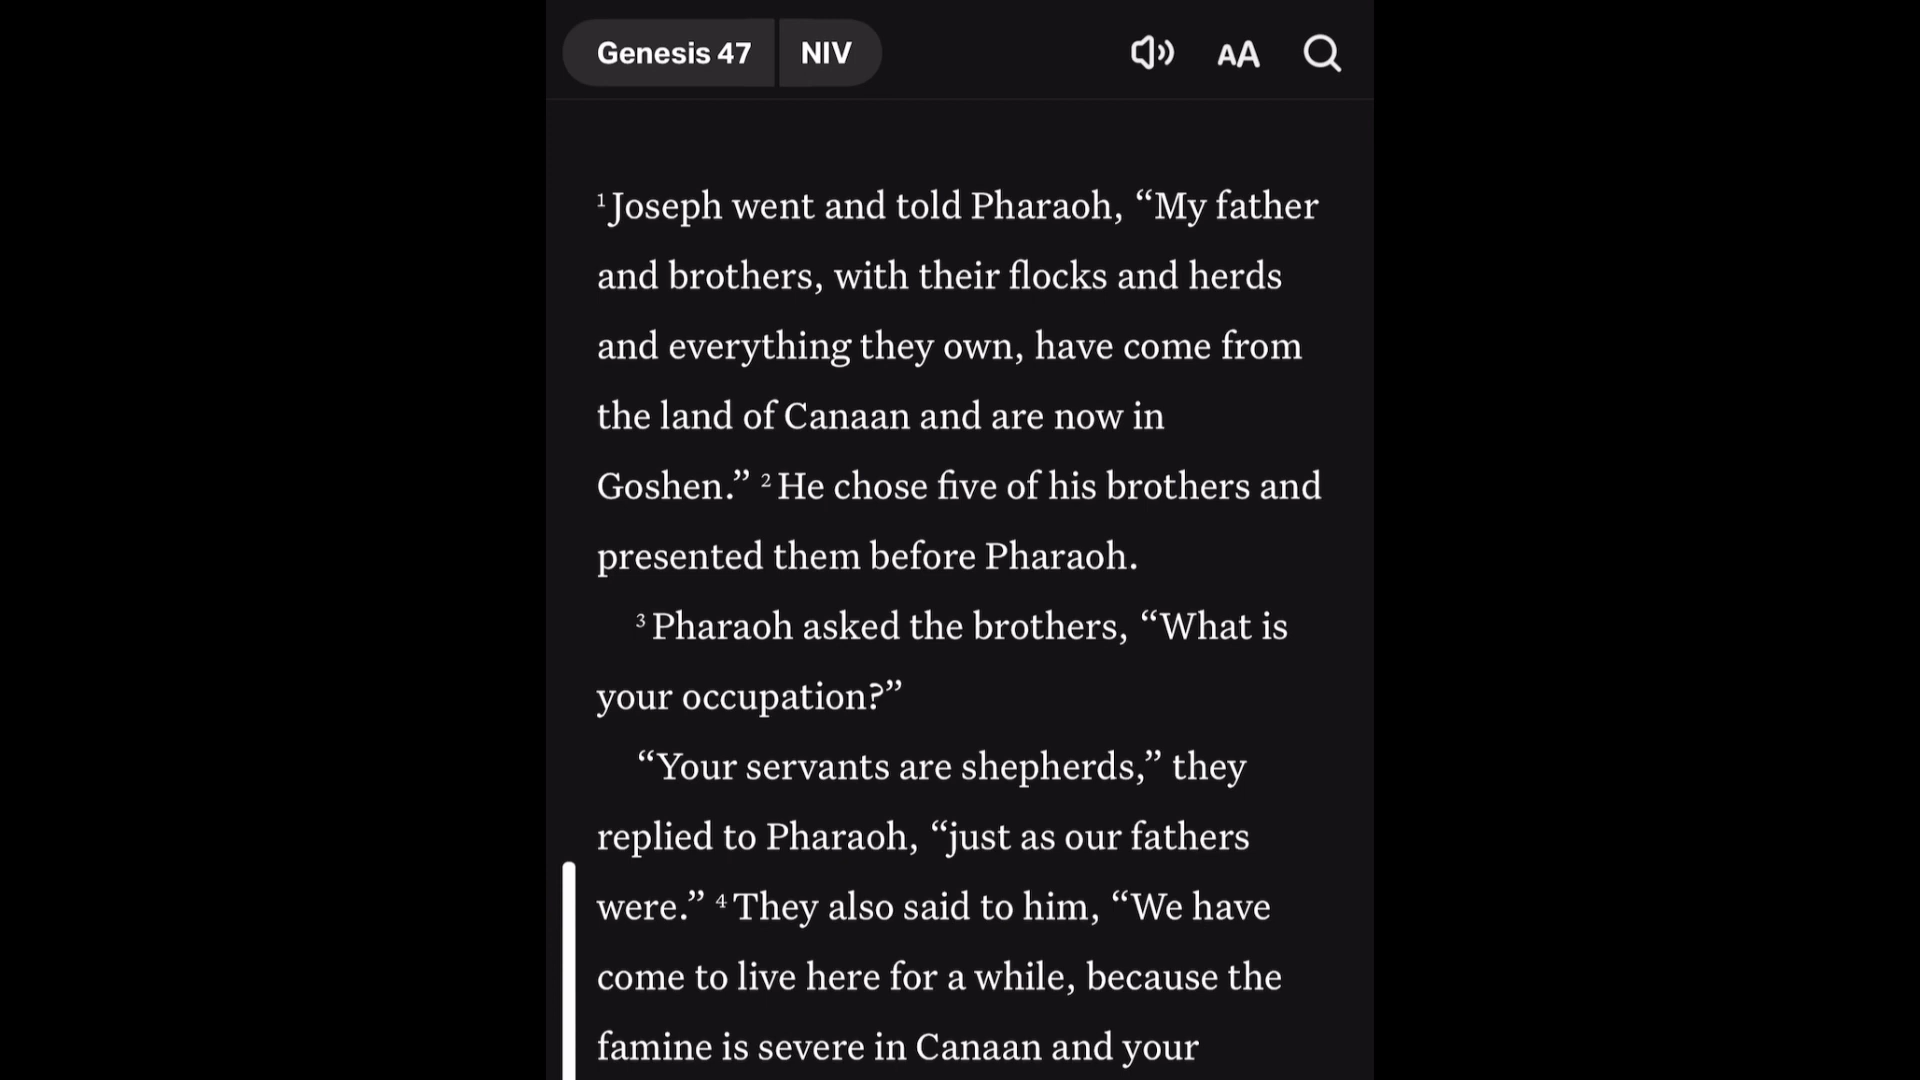 Genesis 47 NIV AA
1 Joseph went and told Pharaoh, “My father
and brothers, with their flocks and herds
and everything they own, have come from
the land of Canaan and are now in
Goshen.” 2 He chose five of his brothers and
presented them before Pharaoh.
3 Pharaoh asked the brothers, “What is
your occupation?”
“Your servants are shepherds,” they
replied to Pharaoh, “just as our fathers
were.” 4 They also said to him, “We have
come to live here for a while, because the
famine is severe in Canaan and your